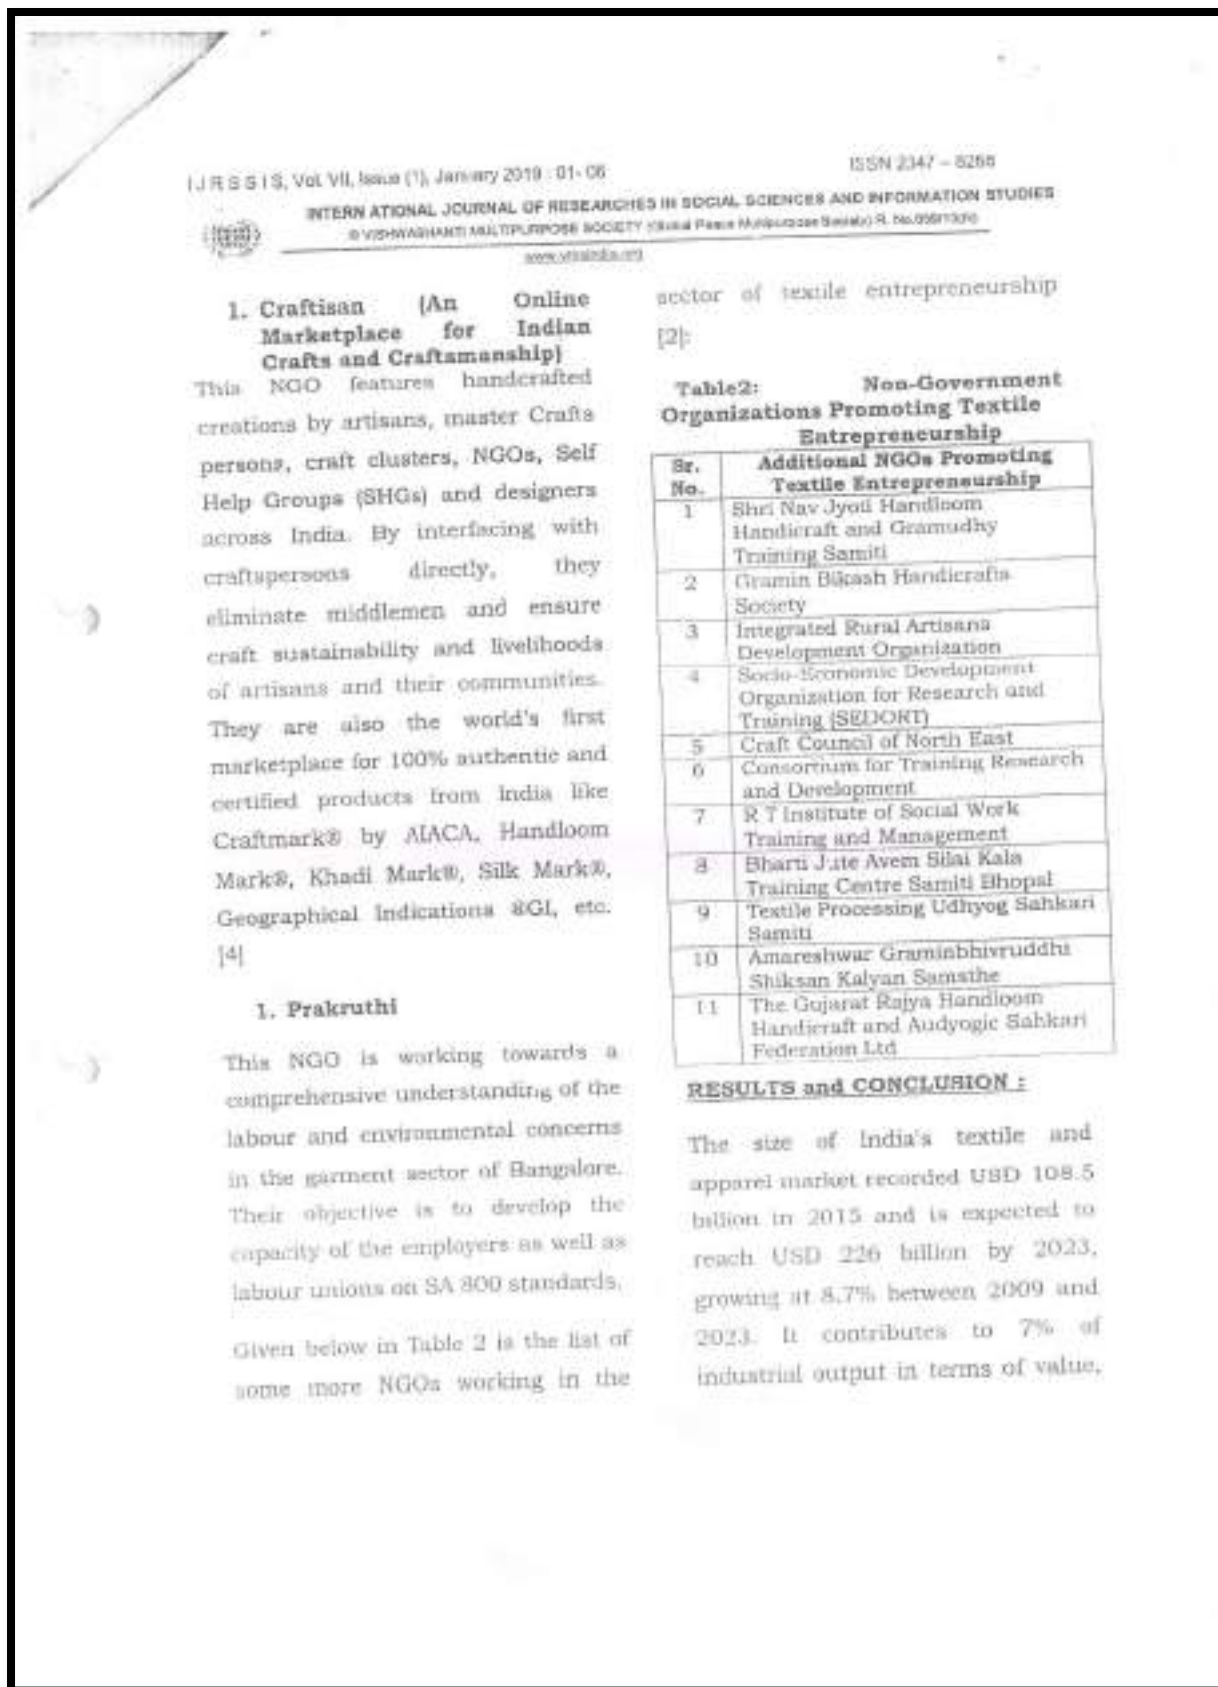 I J R S S I S, Vol. VII, Issue (1), January 2019 : 01- 06
ISSN 2347 – 8268
INTERN ATIONAL JOURNAL OF RESEARCHES IN SOCIAL SCIENCES AND INFORMATION STUDIES
© VISHWASHANTI MULTIPURPOSE SOCIETY (Global Peace Multipurpose Society) R. No.
1. Craftisan (An Online
Marketplace for Indian
Crafts and Craftsmanship)
This NGO features handcrafted
creations by artisans, master Crafts
persons, craft clusters, NGOs, Self
Help Groups (SHGs) and designers
across India. By interfacing with
craftspersons directly, they
eliminate middlemen and ensure
craft sustainability and livelihoods
of artisans and their communities.
They are also the world's first
marketplace for 100% authentic and
certified products from India like
Craftmark® by AIACA, Handloom
Mark®, Khadi Mark®, Silk Mark®,
Geographical Indications &GI, etc.
[4]
1. Prakruthi
This NGO is working towards a
comprehensive understanding of the
labour and environmental concerns
in the garment sector of Bangalore.
Their objective is to develop the
capacity of the employers as well as
labour unions on SA 800 standards.
Given below in Table 2 is the list of
some more NGOs working in the
sector of textile entrepreneurship
[2]:
Table2: Non-Government
Organizations Promoting Textile
Entrepreneurship
Sr. No. Additional NGOs Promoting
Textile Entrepreneurship
1 Shri Nav Jyoti Handloom
Handicraft and Gramudhy
Training Samiti
2 Gramin Bikash Handicrafts
Society
3 Integrated Rural Artisana
Development Organization
4 Socio-Economic Development
Organization for Research and
Training (SEDORT)
5 Craft Council of North East
6 Consortium for Training Research
and Development
7 R T Institute of Social Work
Training and Management
8 Bharti Jute Avem Silai Kala
Training Centre Samiti Bhopal
9 Textile Processing Udhyog Sahkari
Samiti
10 Amareshwar Graminbhivruddhi
Shiksan Kalyan Samsthe
11 The Gujarat Rajya Handloom
Handicraft and Audyogic Sahkari
Federation Ltd
RESULTS and CONCLUSION :
The size of India's textile and
apparel market recorded USD 108.5
billion in 2015 and is expected to
reach USD 226 billion by 2023,
growing at 8.7% between 2009 and
2023. It contributes to 7% of
industrial output in terms of value,